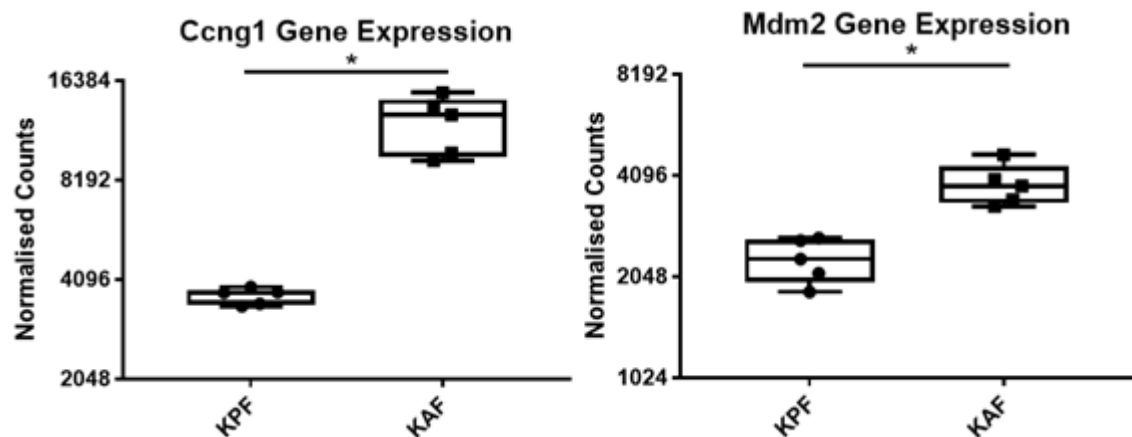 Ccng1 Gene Expression
*
16384
8192
4096
2048
Normalised Counts
KPF
KAF
Mdm2 Gene Expression
*
8192
4096
2048
1024
Normalised Counts
KPF
KAF